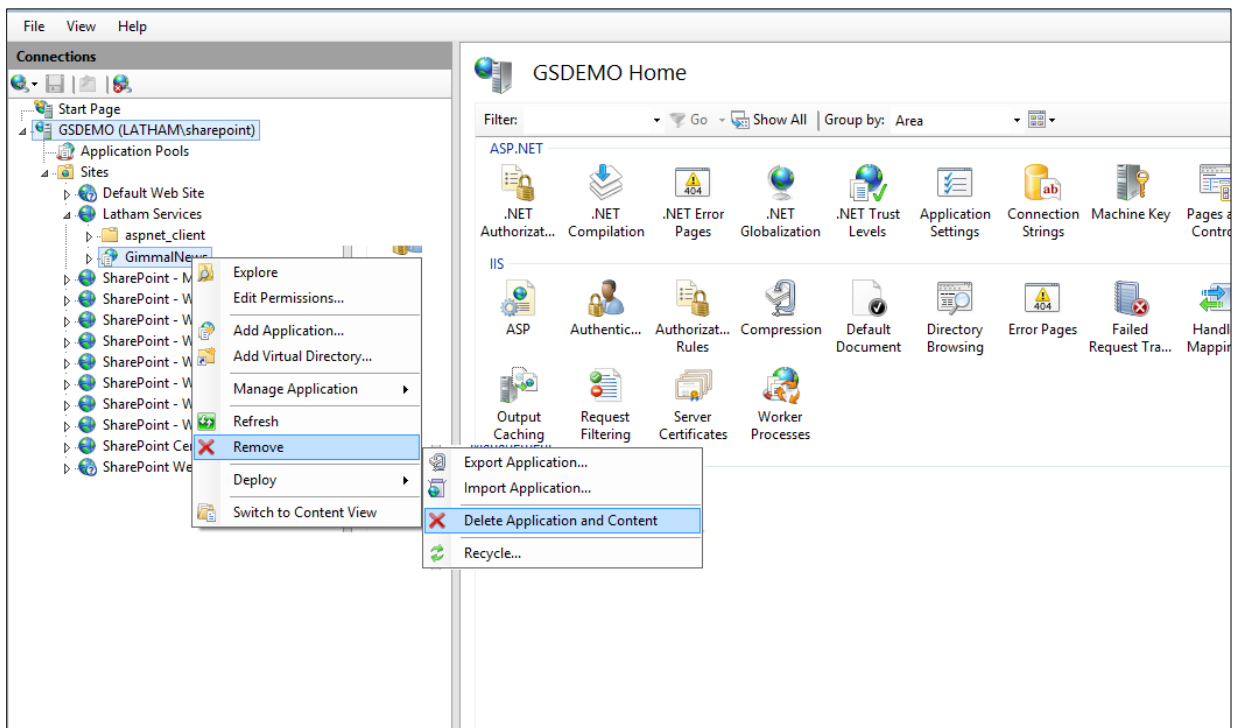 File View Help
Connections
Start Page
GSDEMO (LATHAM\sharepoint)
Application Pools
Sites
Default Web Site
Latham Services
aspnet_client
GimmalNews
SharePoint - M
SharePoint - W
SharePoint - W
SharePoint - W
SharePoint - W
SharePoint - W
SharePoint - W
SharePoint - W
SharePoint Cer
SharePoint We
Explore
Edit Permissions...
Add Application...
Add Virtual Directory...
Manage Application
Refresh
Remove
Deploy
Switch to Content View
Export Application...
Import Application...
Delete Application and Content
Recycle...
GSDEMO Home
Filter: Go Show All Group by: Area
ASP.NET
.NET Authorizat...
.NET Compilation
.NET Error Pages
.NET Globalization
.NET Trust Levels
Application Settings
Connection Strings
Machine Key
Pages a
Contro
IIS
ASP
Authentic...
Authorizat... Rules
Compression
Default Document
Directory Browsing
Error Pages
Failed Request Tra...
Handl
Mappin
Output Caching
Request Filtering
Server Certificates
Worker Processes
Management